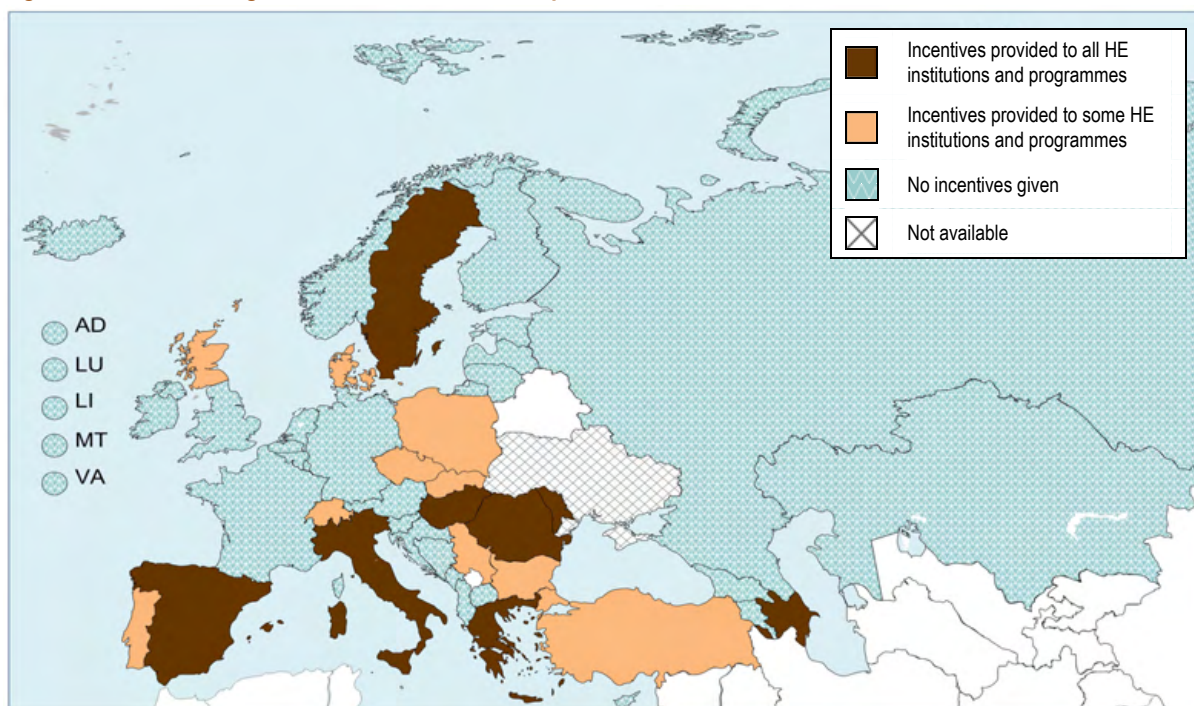 Incentives provided to all HE
institutions and programmes
Incentives provided to some HE
institutions and programmes
No incentives given
Not available
AD
LU
LI
MT
VA